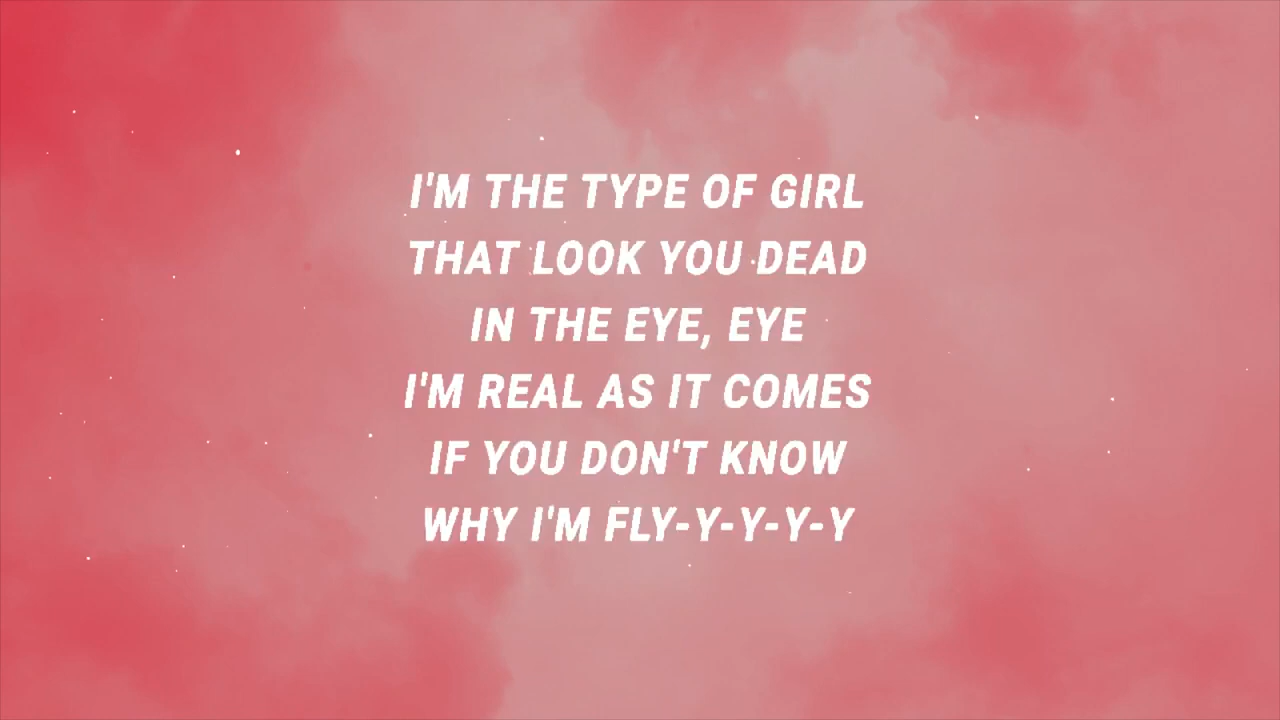 I'M THE TYPE OF GIRL
THAT LOOK YOU DEAD
IN THE EYE, EYE
I'M REAL AS IT COMES
IF YOU DON'T KNOW
WHY I'M FLY-Y-Y-Y-Y